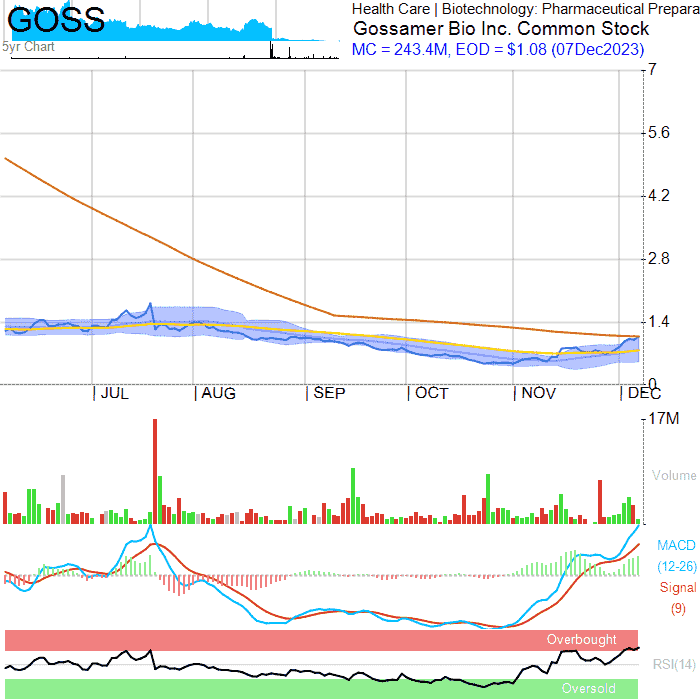 GOSS
5yr Chart
Health Care | Biotechnology: Pharmaceutical Prepara
Gossamer Bio Inc. Common Stock
MC = 243.4M, EOD = $1.08 (07Dec2023)
7
5.6
4.2
2.8
1.4
0
| JUL | AUG | SEP | OCT | NOV | DEC
17M
Volume
MACD
(12-26)
Signal
(9)
Overbought
RSI(14)
Oversold